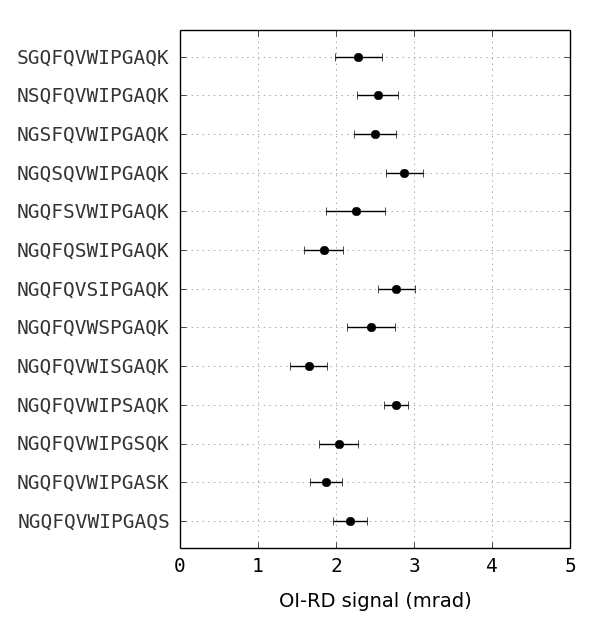 SGQFQVWIPGAQK
NSQFQVWIPGAQK
NGSFQVWIPGAQK
NGQSQVWIPGAQK
NGQFSVWIPGAQK
NGQFQSWIPGAQK
NGQFQVSIPGAQK
NGQFQVWSPGAQK
NGQFQVWISGAQK
NGQFQVWIPSAQK
NGQFQVWIPGSQK
NGQFQVWIPGASK
NGQFQVWIPGAQS
0 1 2 3 4 5
OI-RD signal (mrad)